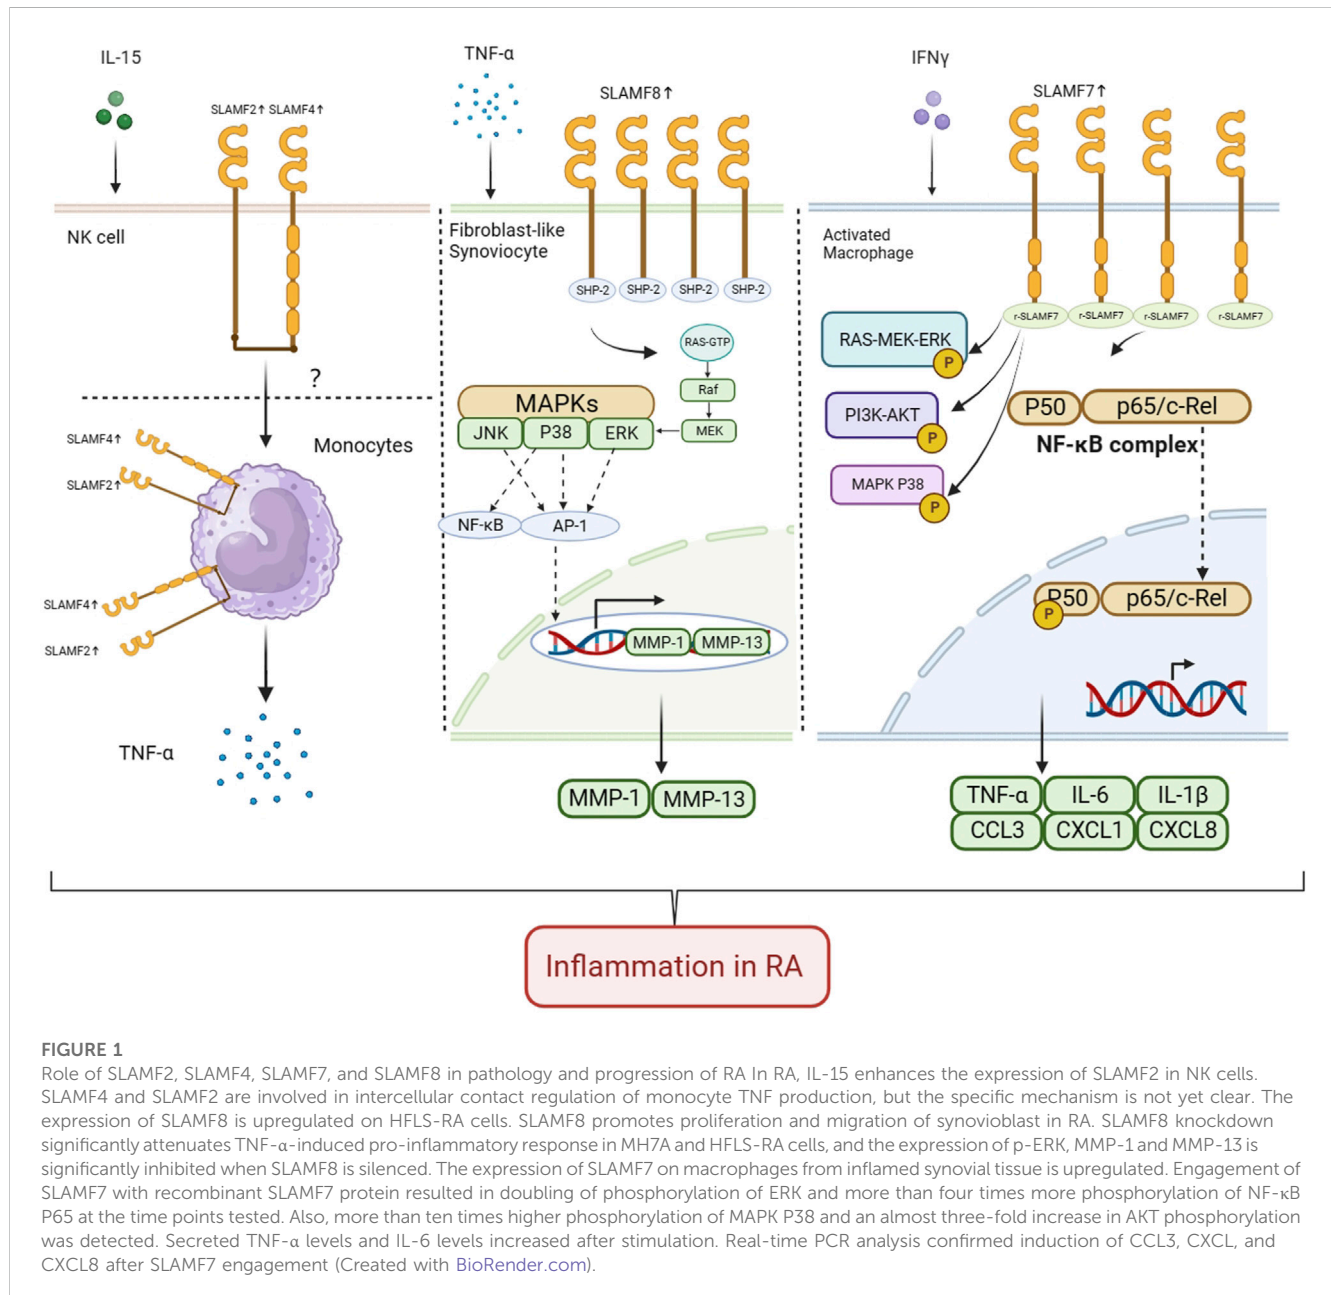 IL-15
SLAMF2↑ SLAMF4↑
NK cell
?
SLAMF4↑
SLAMF2↑
Monocytes
SLAMF4↑
SLAMF2↑
TNF-α
TNF-α
SLAMF8↑
Fibroblast-like
Synoviocyte
SHP-2 SHP-2 SHP-2 SHP-2
RAS-GTP
Raf
MEK
MAPKs
JNK P38 ERK
NF-κB AP-1
MMP-1 MMP-13
MMP-1 MMP-13
IFNγ
SLAMF7↑
Activated
Macrophage
r-SLAMF7 r-SLAMF7 r-SLAMF7 r-SLAMF7
RAS-MEK-ERK
P
PI3K-AKT
P
MAPK P38
P
P50 p65/c-Rel
NF-κB complex
P50 p65/c-Rel
P
TNF-α IL-6 IL-1β
CCL3 CXCL1 CXCL8
Inflammation in RA
FIGURE 1
Role of SLAMF2, SLAMF4, SLAMF7, and SLAMF8 in pathology and progression of RA In RA, IL-15 enhances the expression of SLAMF2 in NK cells.
SLAMF4 and SLAMF2 are involved in intercellular contact regulation of monocyte TNF production, but the specific mechanism is not yet clear. The
expression of SLAMF8 is upregulated on HFLS-RA cells. SLAMF8 promotes proliferation and migration of synovioblast in RA. SLAMF8 knockdown
significantly attenuates TNF-α-induced pro-inflammatory response in MH7A and HFLS-RA cells, and the expression of p-ERK, MMP-1 and MMP-13 is
significantly inhibited when SLAMF8 is silenced. The expression of SLAMF7 on macrophages from inflamed synovial tissue is upregulated. Engagement of
SLAMF7 with recombinant SLAMF7 protein resulted in doubling of phosphorylation of ERK and more than four times more phosphorylation of NF-κB
P65 at the time points tested. Also, more than ten times higher phosphorylation of MAPK P38 and an almost three-fold increase in AKT phosphorylation
was detected. Secreted TNF-α levels and IL-6 levels increased after stimulation. Real-time PCR analysis confirmed induction of CCL3, CXCL, and
CXCL8 after SLAMF7 engagement (Created with BioRender.com).